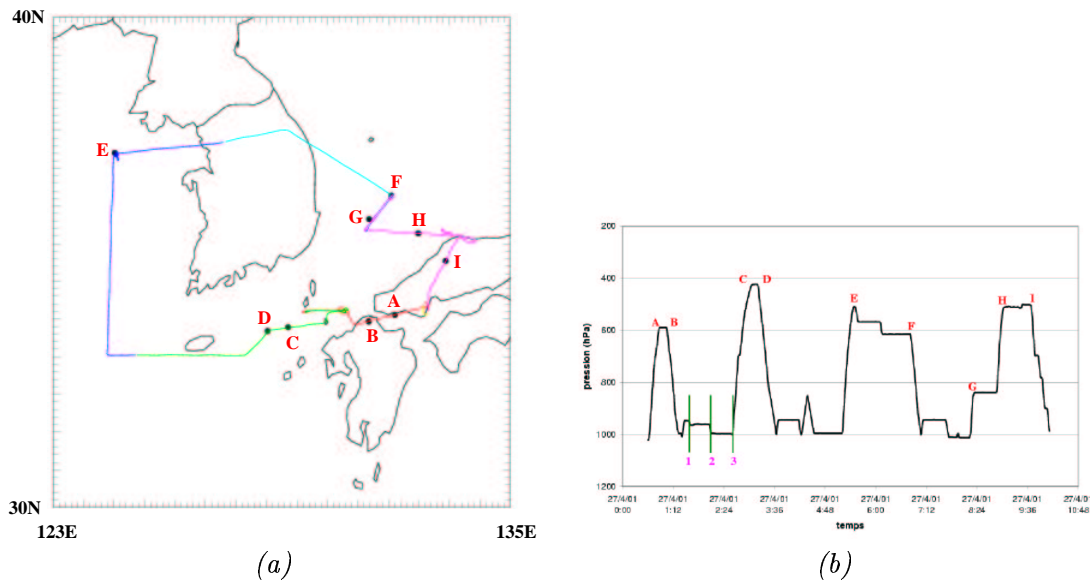 40N
E
F
G
H
I
A
D
C
B
30N
123E
135E
(a)
200
400
600
800
1000
1200
pression (hPa)
C D
E
H I
A B
F
G
1 2 3
27/4/01 27/4/01 27/4/01 27/4/01 27/4/01 27/4/01 27/4/01 27/4/01 27/4/01 27/4/01
0:00 1:12 2:24 3:36 4:48 6:00 7:12 8:24 9:36 10:48
temps
(b)